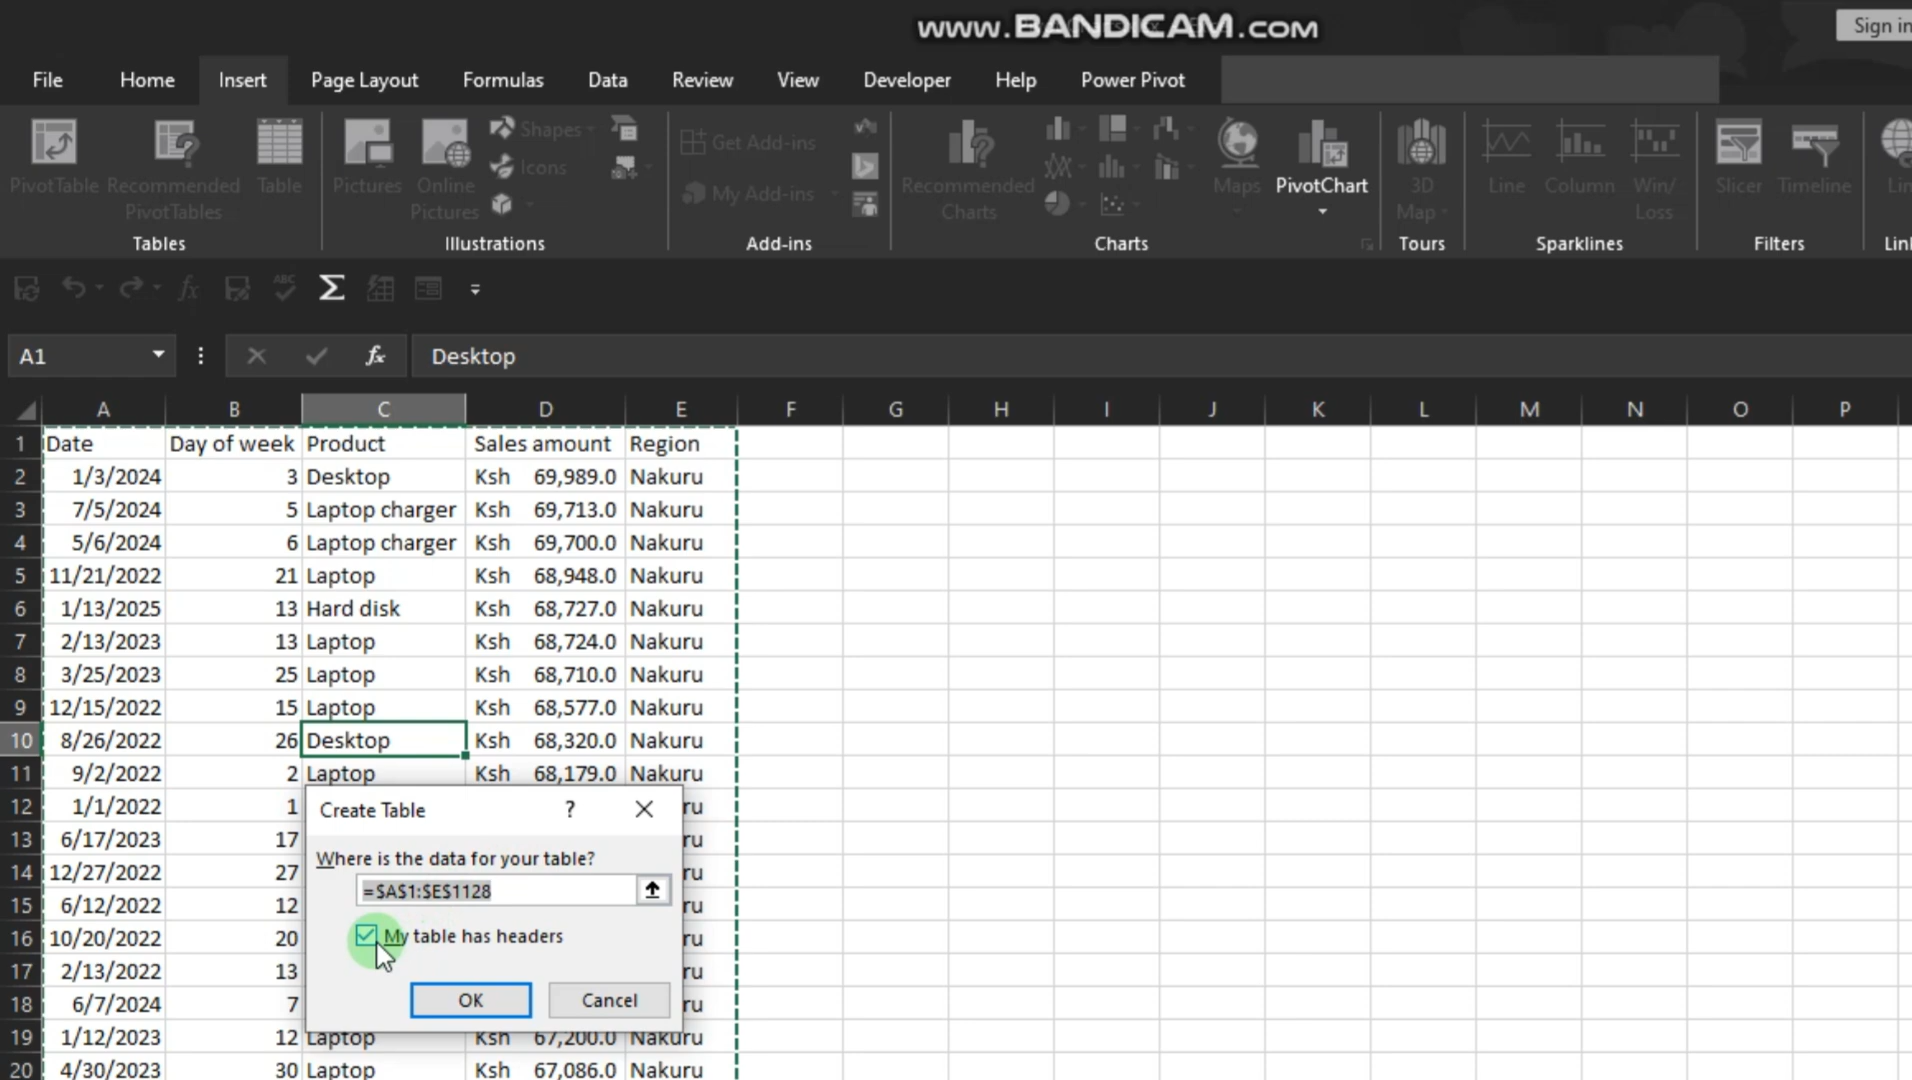 www.BANDICAM.com
Sign in
File Home Insert Page Layout Formulas Data Review View Developer Help Power Pivot
PivotTable Recommended PivotTables Table
Pictures Online Pictures Shapes Icons
Get Add-ins
My Add-ins
Recommended Charts Maps PivotChart 3D Map Line Column Win/Loss Slicer Timeline
Tables Illustrations Add-ins Charts Tours Sparklines Filters
A1 fx Desktop
A B C D E F G H I J K L M N O P
1 Date Day of week Product Sales amount Region
2 1/3/2024 3 Desktop Ksh 69,989.0 Nakuru
3 7/5/2024 5 Laptop charger Ksh 69,713.0 Nakuru
4 5/6/2024 6 Laptop charger Ksh 69,700.0 Nakuru
5 11/21/2022 21 Laptop Ksh 68,948.0 Nakuru
6 1/13/2025 13 Hard disk Ksh 68,727.0 Nakuru
7 2/13/2023 13 Laptop Ksh 68,724.0 Nakuru
8 3/25/2023 25 Laptop Ksh 68,710.0 Nakuru
9 12/15/2022 15 Laptop Ksh 68,577.0 Nakuru
10 8/26/2022 26 Desktop Ksh 68,320.0 Nakuru
11 9/2/2022 2 Laptop Ksh 68,179.0 Nakuru
12 1/1/2022 1 ru
13 6/17/2023 17 ru
14 12/27/2022 27 ru
15 6/12/2022 12 ru
16 10/20/2022 20 ru
17 2/13/2022 13 ru
18 6/7/2024 7 ru
19 1/12/2023 12 Laptop Ksh 67,200.0 Nakuru
20 4/30/2023 30 Laptop Ksh 67,086.0 Nakuru
Create Table ?
Where is the data for your table?
=$A$1:$E$1128
My table has headers
OK Cancel